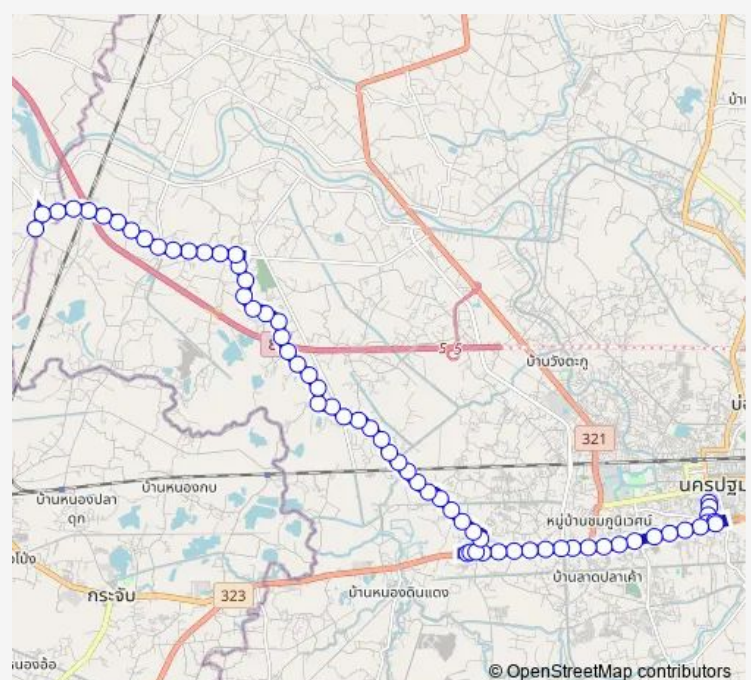 บ้านวังตะกู
321
นครปฐม
บ้านหนองกบ
บ้านหนองปลา
ดุก
หมู่บ้านชมภูนิเวศน์
กระจับ
323
บ้านหนองดินแดง
บ้านลาดปลาเค้า
© OpenStreetMap contributors